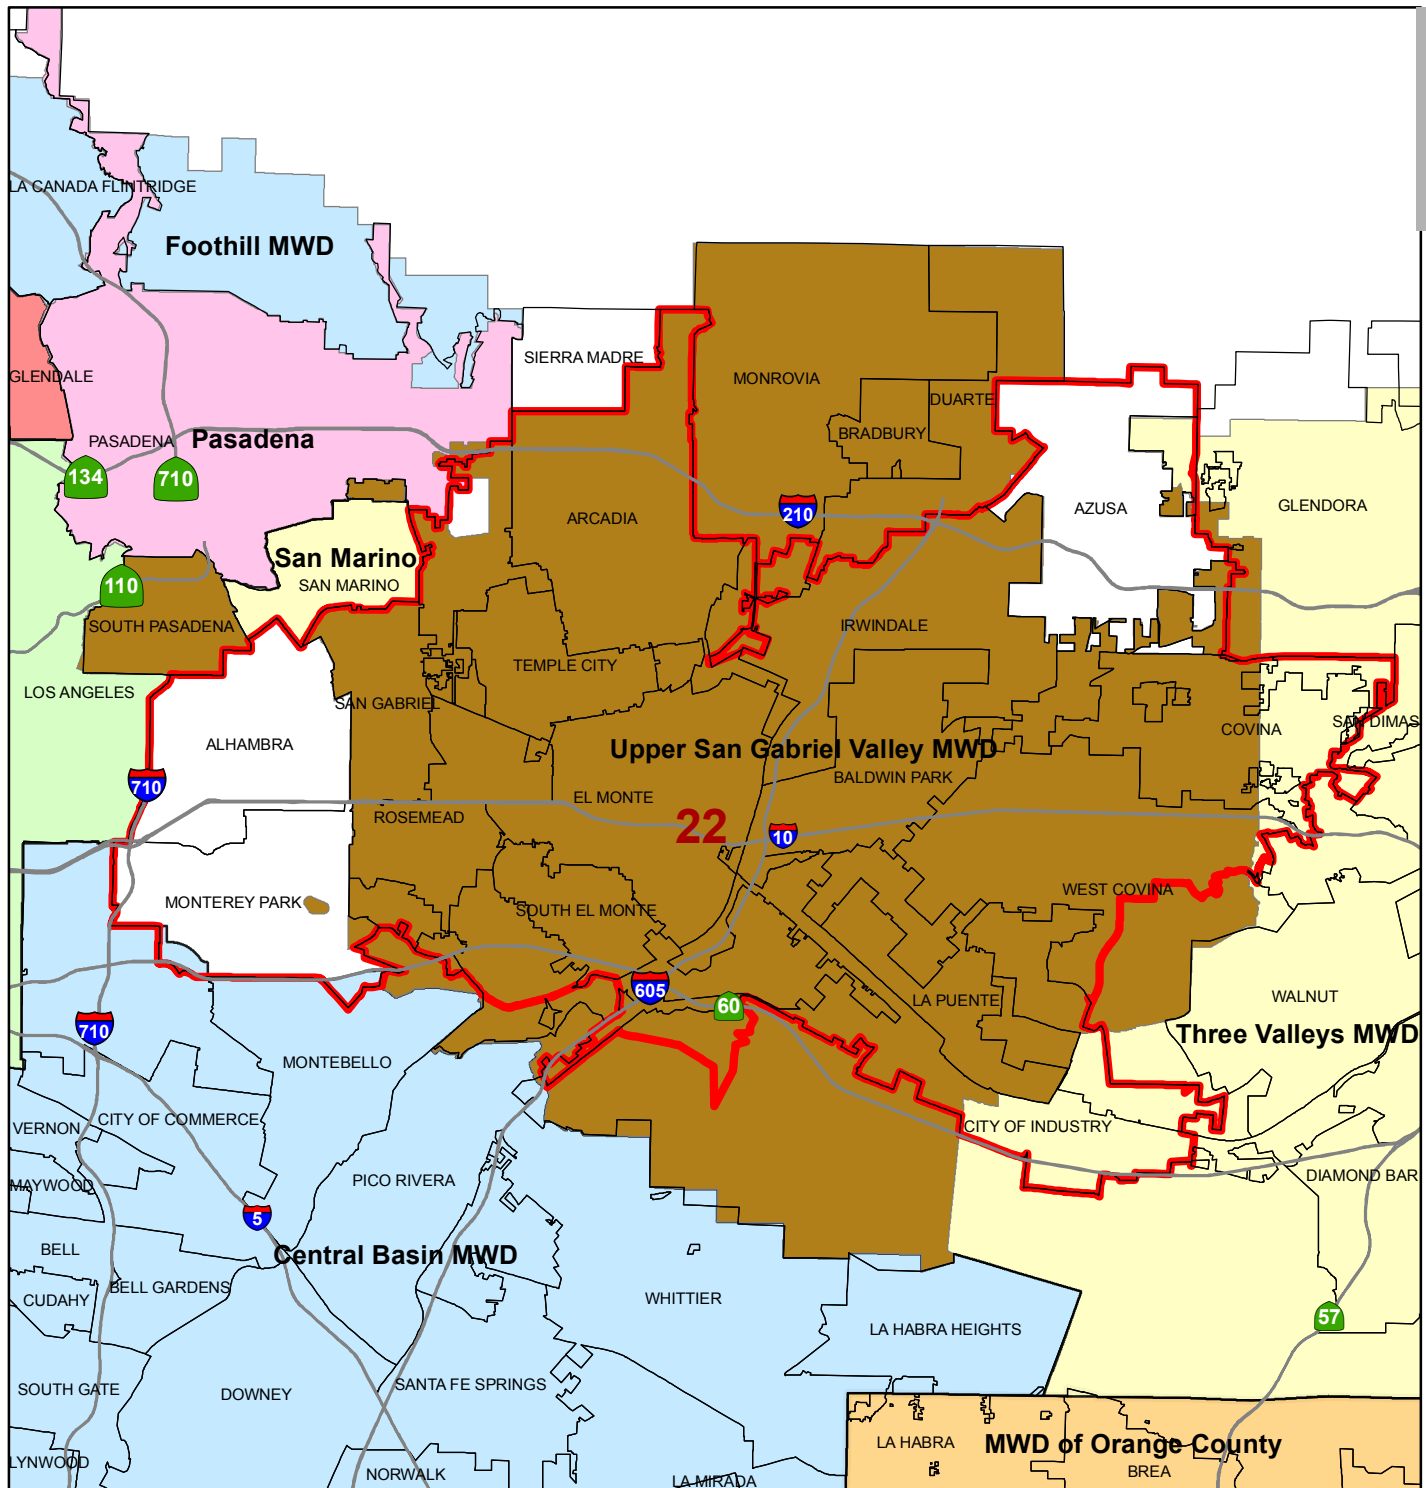 LA CANADA FLINTRIDGE
Foothill MWD
SIERRA MADRE
GLENDALE
MONROVIA
DUARTE
PASADENA
Pasadena
BRADBURY
134
710
210
ARCADIA
AZUSA
GLENDORA
San Marino
SAN MARINO
110
SOUTH PASADENA
IRWINDALE
TEMPLE CITY
LOS ANGELES
SAN GABRIEL
COVINA
SAN DIMAS
ALHAMBRA
Upper San Gabriel Valley MWD
BALDWIN PARK
710
EL MONTE
ROSEMEAD
22
10
WEST COVINA
MONTEREY PARK
SOUTH EL MONTE
605
60
LA PUENTE
WALNUT
710
Three Valleys MWD
MONTEBELLO
CITY OF COMMERCE
VERNON
CITY OF INDUSTRY
MAYWOOD
PICO RIVERA
DIAMOND BAR
5
BELL
Central Basin MWD
BELL GARDENS
CUDAHY
WHITTIER
57
LA HABRA HEIGHTS
SOUTH GATE
DOWNEY
SANTA FE SPRINGS
LA HABRA
MWD of Orange County
LYNWOOD
NORWALK
BREA
LA MIRADA